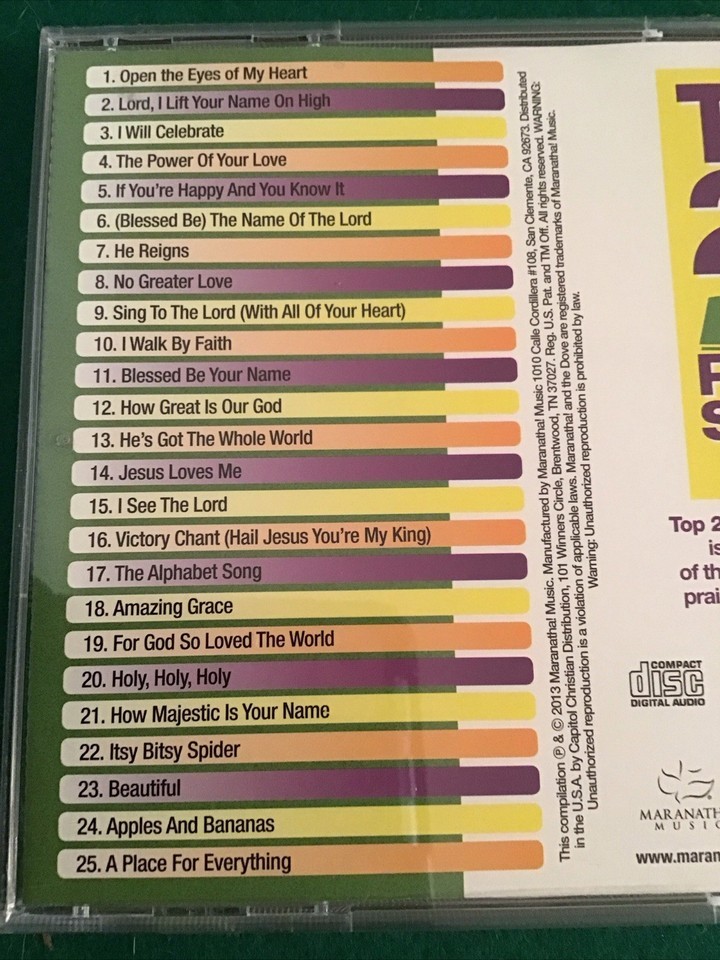 1. Open the Eyes of My Heart
2. Lord, I Lift Your Name On High
3. I Will Celebrate
4. The Power Of Your Love
5. If You're Happy And You Know It
6. (Blessed Be) The Name Of The Lord
7. He Reigns
8. No Greater Love
9. Sing To The Lord (With All Of Your Heart)
10. I Walk By Faith
11. Blessed Be Your Name
12. How Great Is Our God
13. He's Got The Whole World
14. Jesus Loves Me
15. I See The Lord
16. Victory Chant (Hail Jesus You're My King)
17. The Alphabet Song
18. Amazing Grace
19. For God So Loved The World
20. Holy, Holy, Holy
21. How Majestic Is Your Name
22. Itsy Bitsy Spider
23. Beautiful
24. Apples And Bananas
25. A Place For Everything
This compilation ℗ & © 2013 Maranatha! Music. Manufactured by Maranatha! Music 1010 Calle Cordillera #108, San Clemente, CA 92673. Distributed
in the U.S.A. by Capitol Christian Distribution, 101 Winners Circle, Brentwood, TN 37027. Reg. U.S. Pat. and TM Off. All rights reserved. WARNING:
Unauthorized reproduction is a violation of applicable laws. Maranatha! and the Dove are registered trademarks of Maranatha! Music.
Warning: Unauthorized reproduction is prohibited by law.
Top 2
is
of th
prai
COMPACT
disc
DIGITAL AUDIO
MARANATH
MUSIC
www.maran